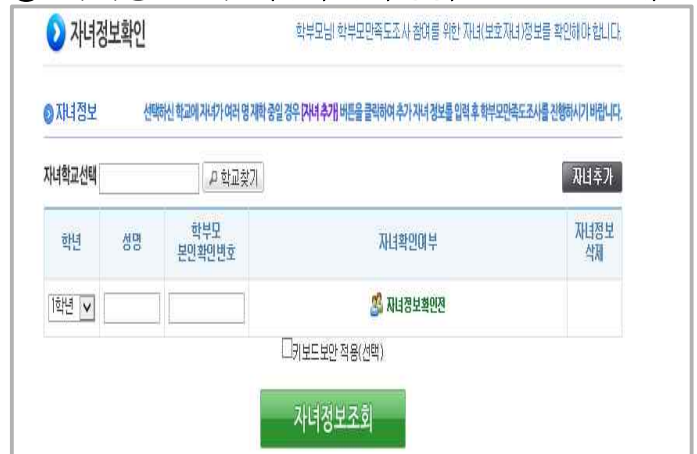 자녀정보확인
학부모님! 학부모만족도조사 참여를 위한 자녀(보호자녀)정보를 확인해야 합니다.
자녀정보
선택하신 학교에 자녀가 여러 명 재학 중일 경우 [자녀 추가] 버튼을 클릭하여 추가 자녀 정보를 입력 후 학부모만족도조사를 진행하시기 바랍니다.
자녀학교선택 학교찾기 자녀추가
학년 성명 학부모 본인확인번호 자녀확인여부 자녀정보 삭제
1학년 자녀정보확인전
키보드보안 적용(선택)
자녀정보조회